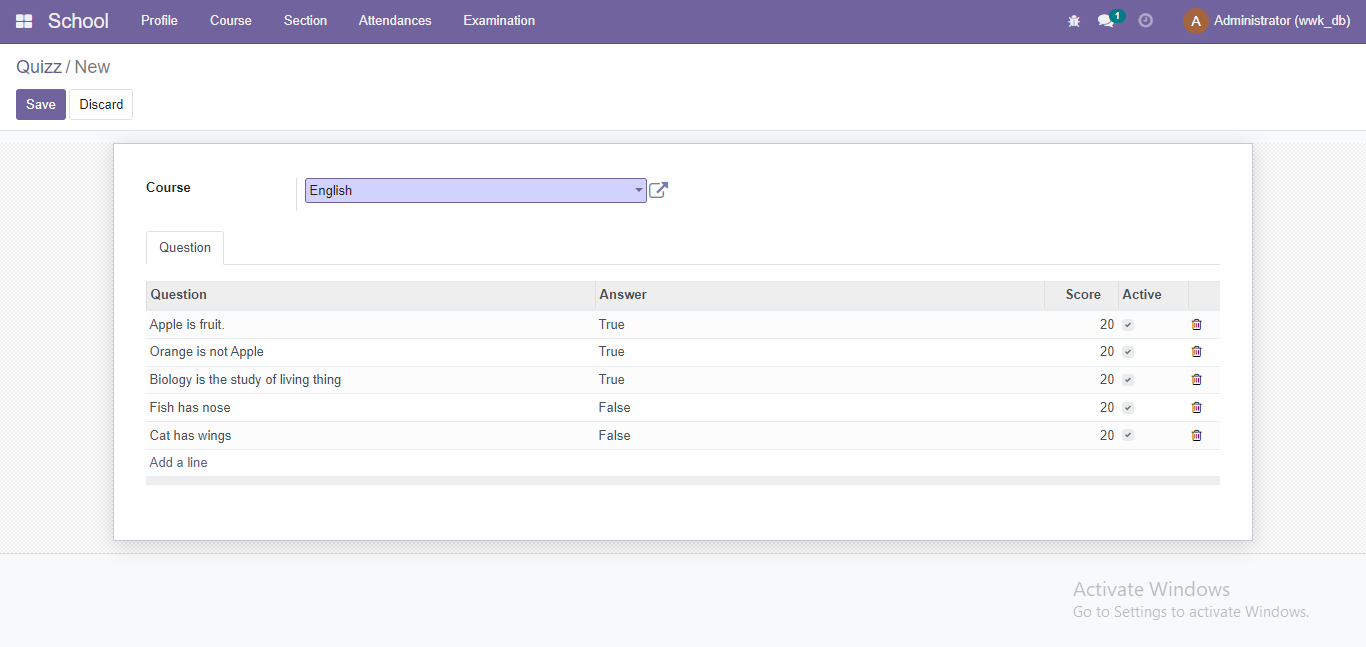 School Profile Course Section Attendances Examination 1 A Administrator (wwk_db)
Quizz / New
Save Discard
Course English
Question
Question Answer Score Active
Apple is fruit. True 20
Orange is not Apple True 20
Biology is the study of living thing True 20
Fish has nose False 20
Cat has wings False 20
Add a line
Activate Windows
Go to Settings to activate Windows.